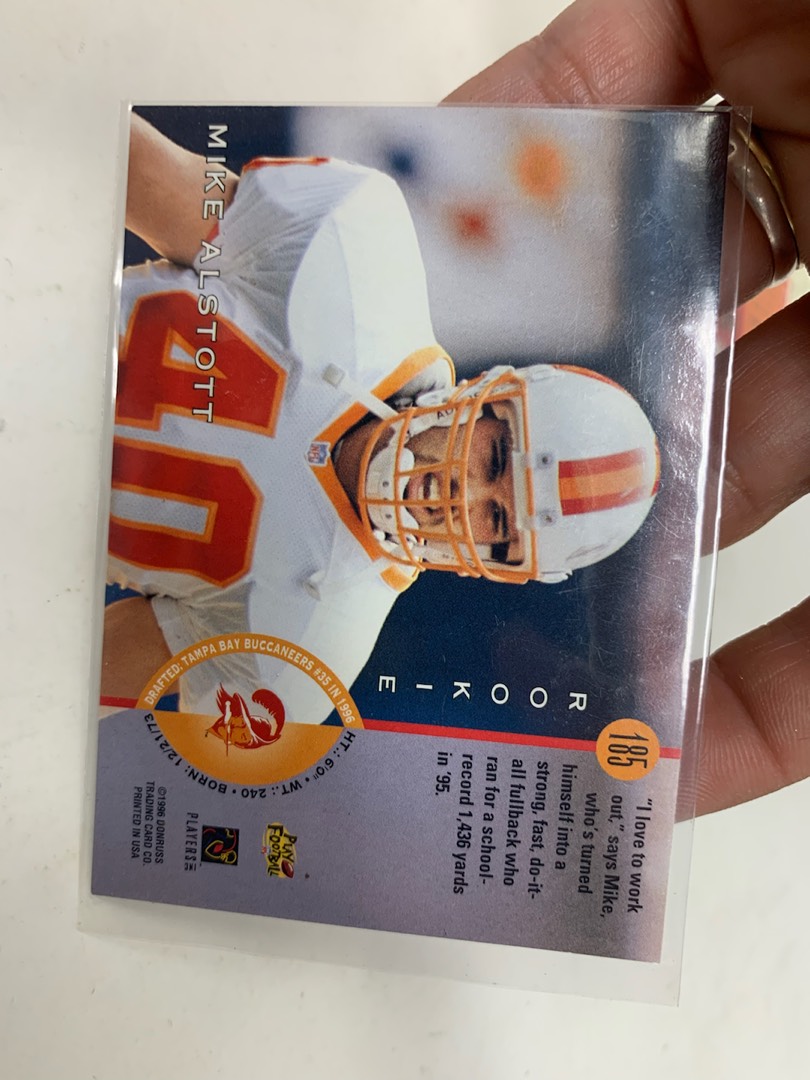 MIKE ALSTOTT
40
ROOKIE
185
"I love to work
out," says Mike,
who's turned
himself into a
strong, fast, do-it-
all fullback who
ran for a school-
record 1,436 yards
in '95.
DRAFTED: TAMPA BAY BUCCANEERS #35 IN 1996
HT.: 6'0" • WT.: 240 • BORN: 12/21/73
PLAY
FOOTBALL
PLAYERS INC
©1996 DONRUSS
TRADING CARD CO.
PRINTED IN USA
NFL